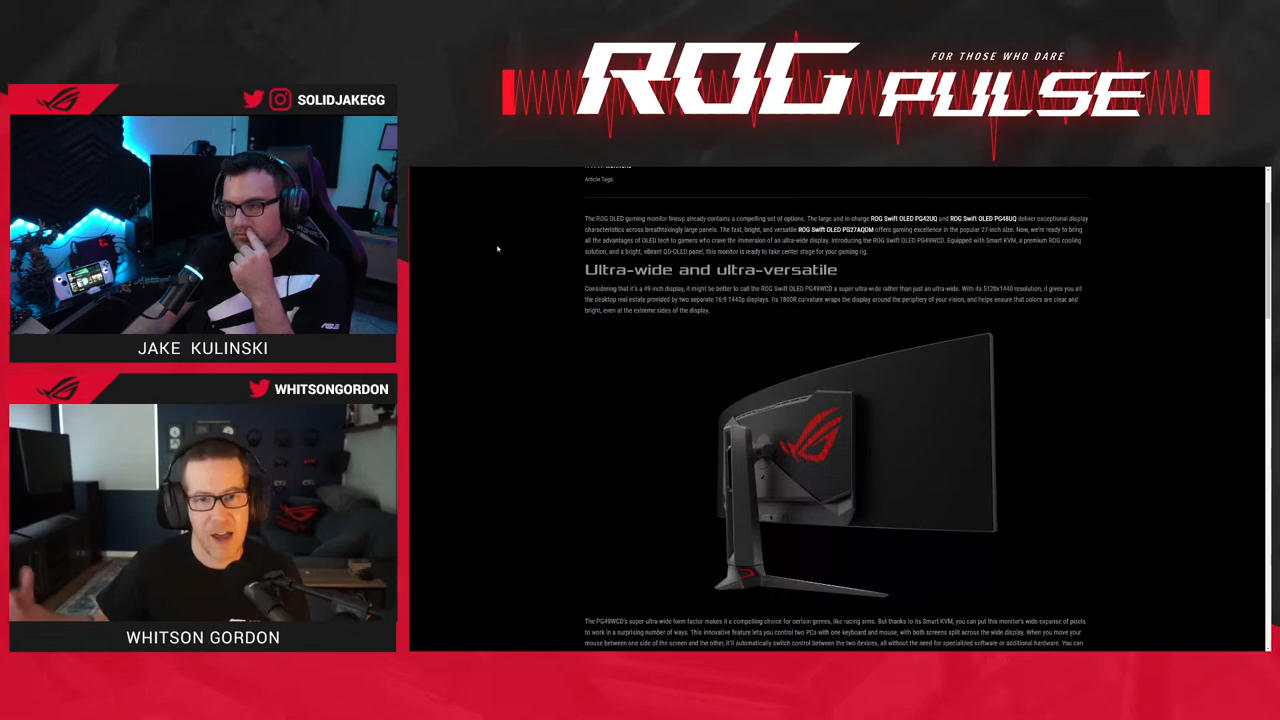 ROG
FOR THOSE WHO DARE
PULSE
SOLIDJAKEGG
ASUS
JAKE KULINSKI
WHITSONGORDON
WHITSON GORDON
Article Tags:
The ROG OLED gaming monitor lineup already contains a compelling set of options. The large and in charge ROG Swift OLED PG42UQ and ROG Swift OLED PG48UQ deliver exceptional display
characteristics across breathtakingly large panels. The fast, bright, and versatile ROG Swift OLED PG27AQDM offers gaming excellence in the popular 27-inch size. Now, we're ready to bring
all the advantages of OLED tech to gamers who crave the immersion of an ultra-wide display. Introducing the ROG Swift OLED PG49WCD. Equipped with Smart KVM, a premium ROG cooling
solution, and a bright, vibrant QD-OLED panel, this monitor is ready to take center stage for your gaming rig.
Ultra-wide and ultra-versatile
Considering that it's a 49-inch display, it might be better to call the ROG Swift OLED PG49WCD a super ultra-wide rather than just an ultra-wide. With its 5120x1440 resolution, it gives you all
the desktop real estate provided by two separate 16:9 1440p displays. Its 1800R curvature wraps the display around the periphery of your vision, and helps ensure that colors are clear and
bright, even at the extreme sides of the display.
The PG49WCD's super-ultra-wide form factor makes it a compelling choice for certain genres, like racing sims. But thanks to its Smart KVM, you can put this monitor's wide expanse of pixels
to work in a surprising number of ways. This innovative feature lets you control two PCs with one keyboard and mouse, with both screens split across the wide display. When you move your
mouse between one side of the screen and the other, it'll automatically switch control between the two devices, all without the need for specialized software or additional hardware. You can